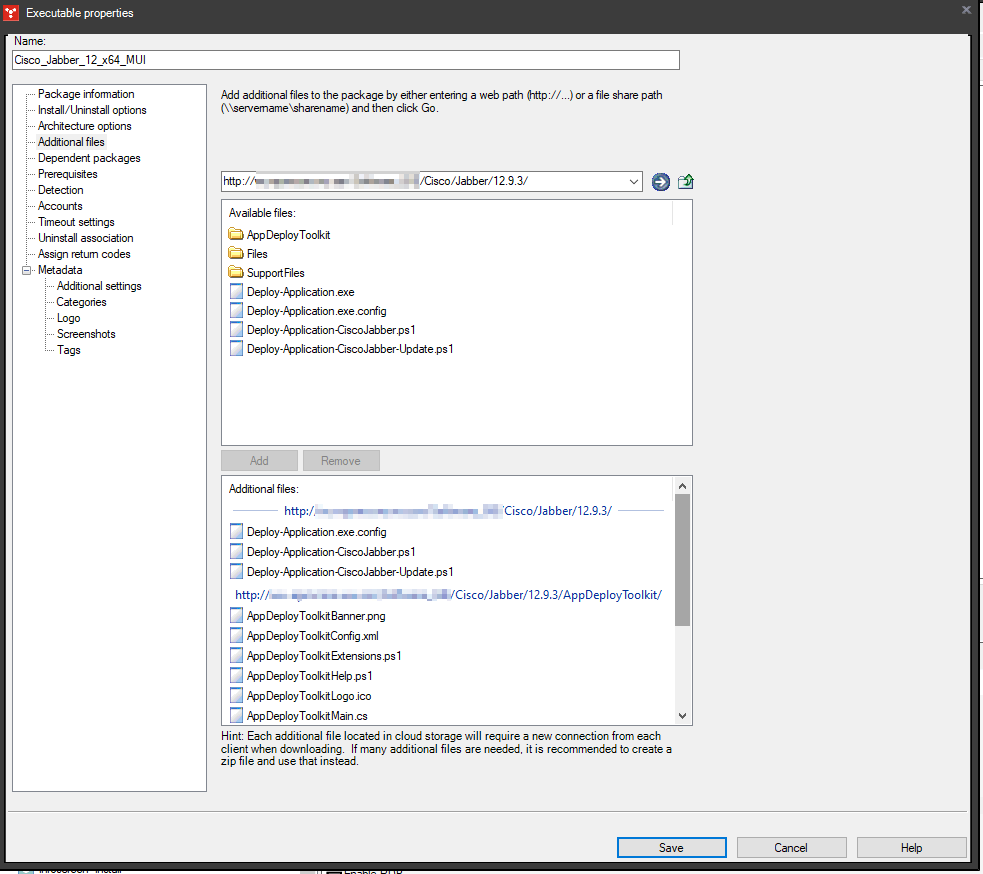 Executable properties
Name:
Cisco_Jabber_12_x64_MUI
Package information
Install/Uninstall options
Architecture options
Additional files
Dependent packages
Prerequisites
Detection
Accounts
Timeout settings
Uninstall association
Assign return codes
Metadata
Additional settings
Categories
Logo
Screenshots
Tags
Add additional files to the package by either entering a web path (http://...) or a file share path
(\\servername\sharename) and then click Go.
http:// /Cisco/Jabber/12.9.3/
Available files:
AppDeployToolkit
Files
SupportFiles
Deploy-Application.exe
Deploy-Application.exe.config
Deploy-Application-CiscoJabber.ps1
Deploy-Application-CiscoJabber-Update.ps1
Add Remove
Additional files:
http:/ /Cisco/Jabber/12.9.3/
Deploy-Application.exe.config
Deploy-Application-CiscoJabber.ps1
Deploy-Application-CiscoJabber-Update.ps1
http:// /Cisco/Jabber/12.9.3/AppDeployToolkit/
AppDeployToolkitBanner.png
AppDeployToolkitConfig.xml
AppDeployToolkitExtensions.ps1
AppDeployToolkitHelp.ps1
AppDeployToolkitLogo.ico
AppDeployToolkitMain.cs
Hint: Each additional file located in cloud storage will require a new connection from each
client when downloading. If many additional files are needed, it is recommended to create a
zip file and use that instead.
Save Cancel Help